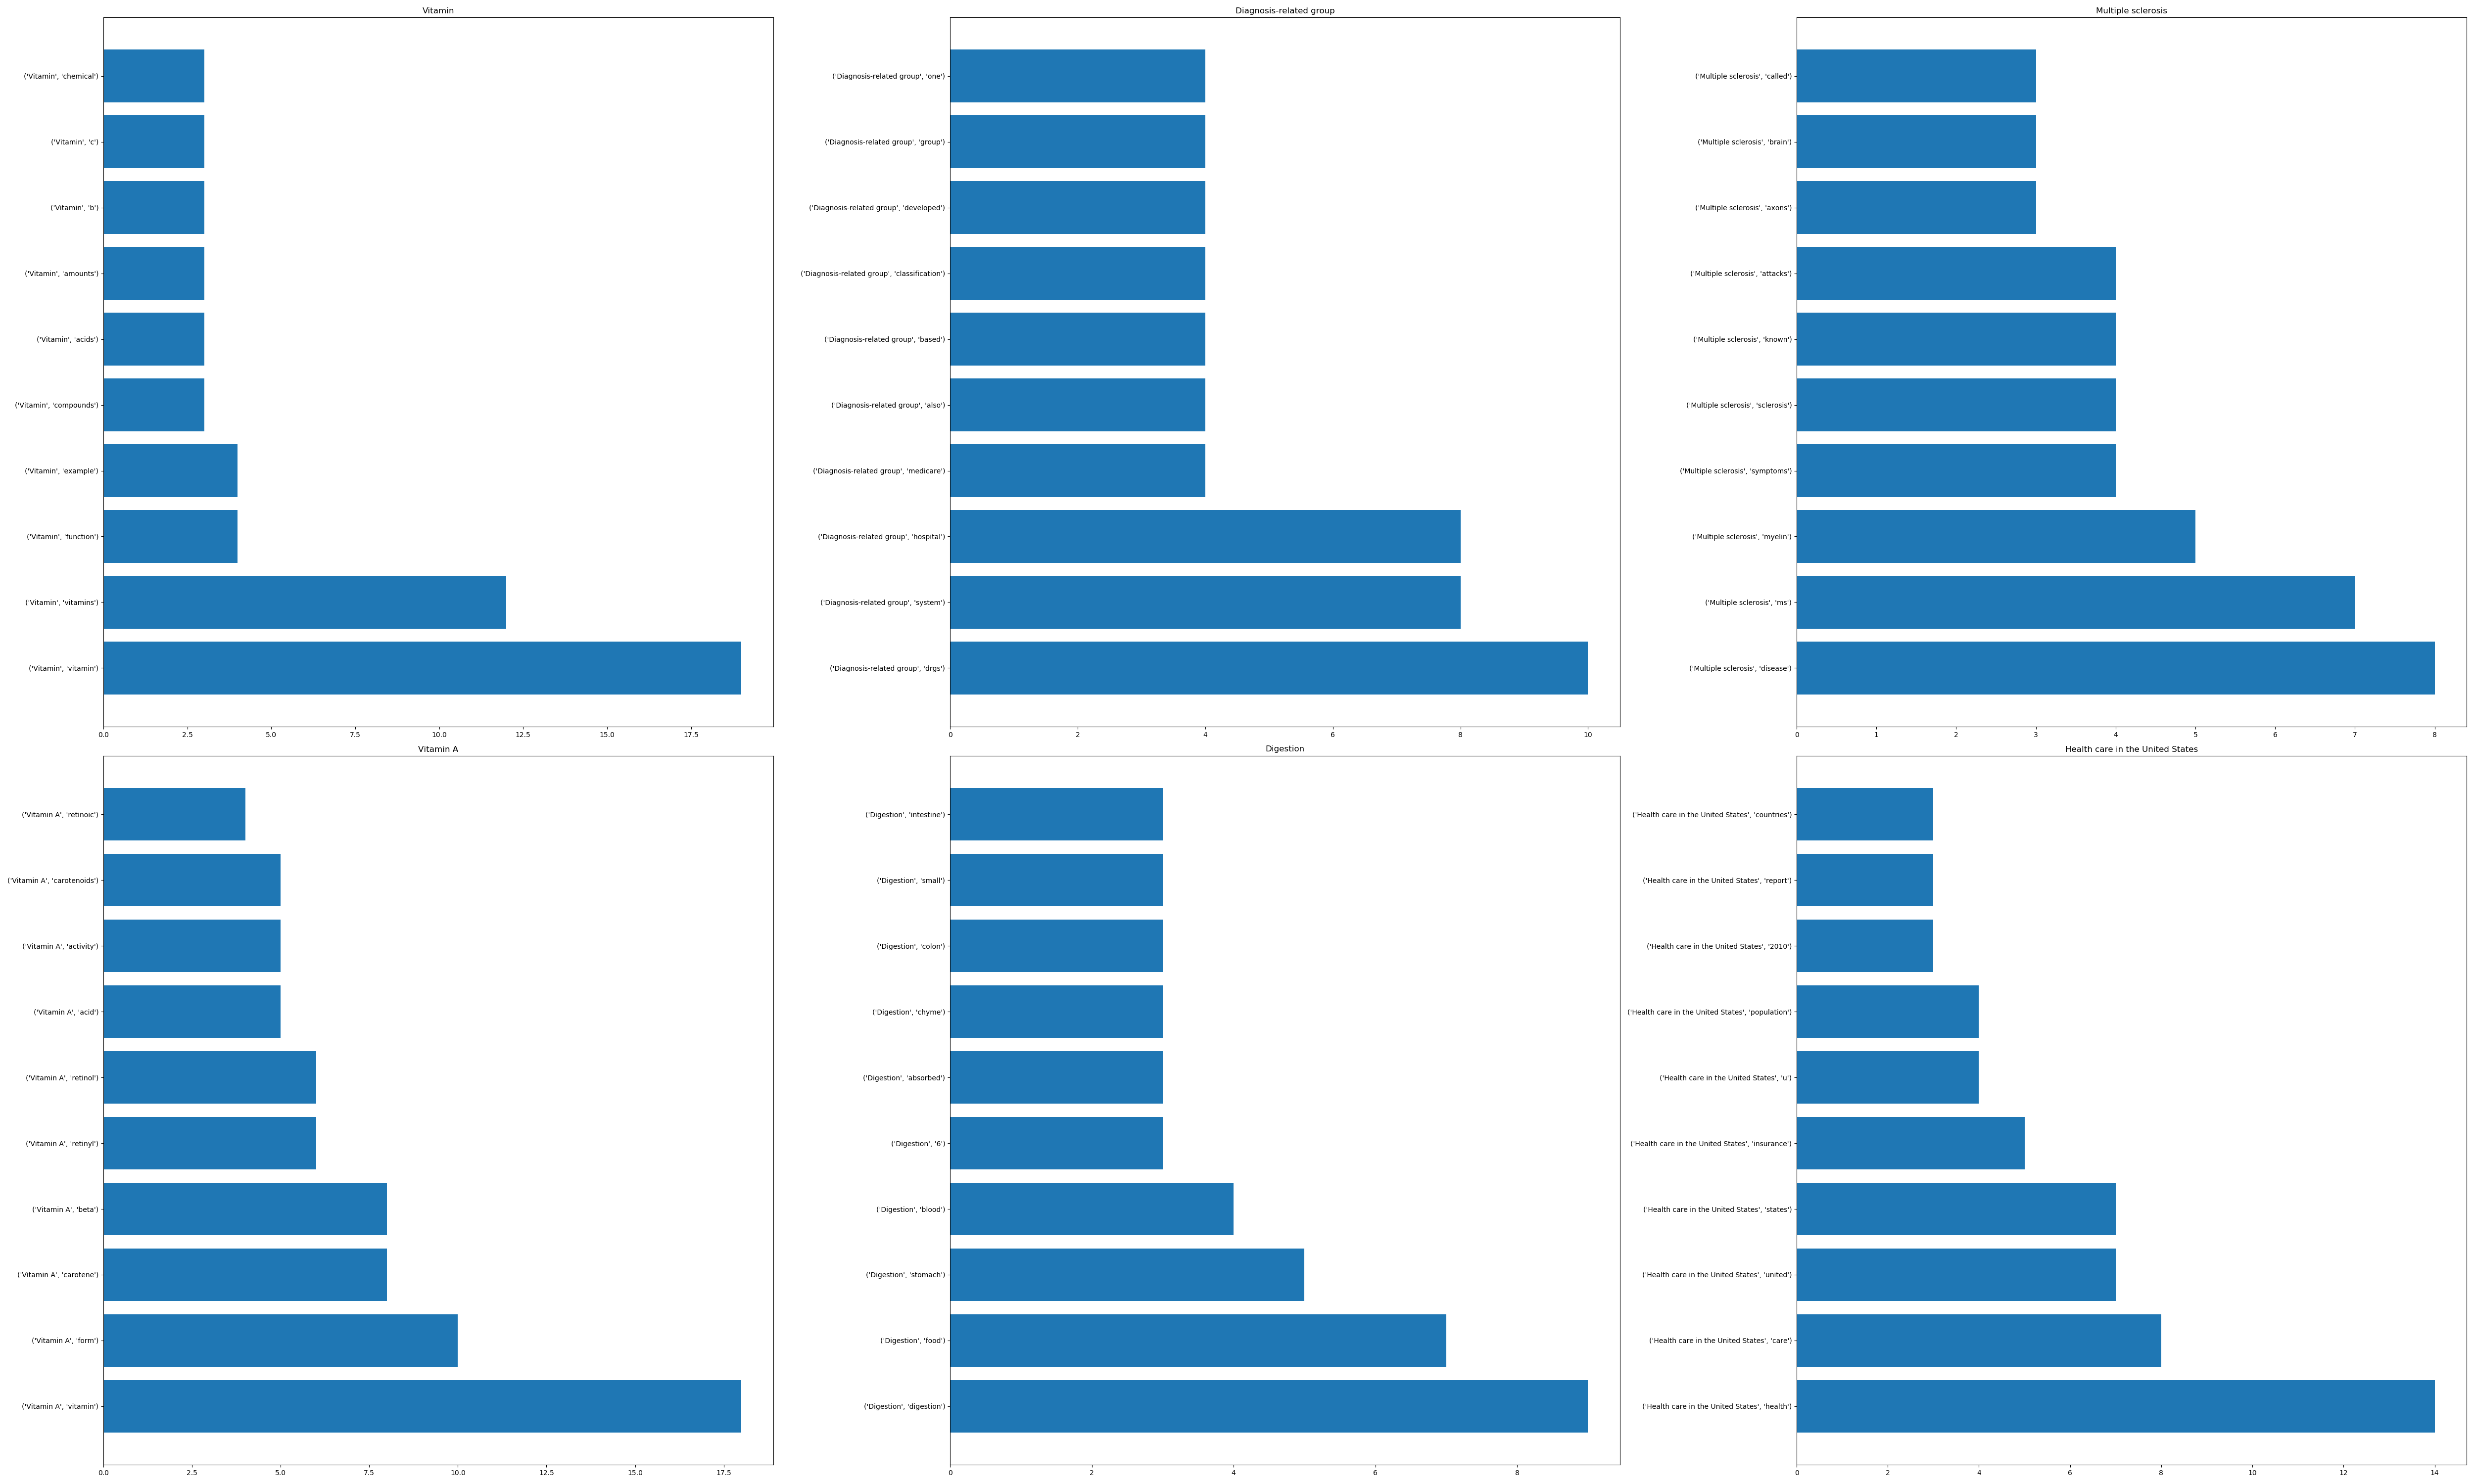 Vitamin
('Vitamin', 'chemical')
('Vitamin', 'c')
('Vitamin', 'b')
('Vitamin', 'amounts')
('Vitamin', 'acids')
('Vitamin', 'compounds')
('Vitamin', 'example')
('Vitamin', 'function')
('Vitamin', 'vitamins')
('Vitamin', 'vitamin')
0.0 2.5 5.0 7.5 10.0 12.5 15.0 17.5
Diagnosis-related group
('Diagnosis-related group', 'one')
('Diagnosis-related group', 'group')
('Diagnosis-related group', 'developed')
('Diagnosis-related group', 'classification')
('Diagnosis-related group', 'based')
('Diagnosis-related group', 'also')
('Diagnosis-related group', 'medicare')
('Diagnosis-related group', 'hospital')
('Diagnosis-related group', 'system')
('Diagnosis-related group', 'drgs')
0 2 4 6 8 10
Multiple sclerosis
('Multiple sclerosis', 'called')
('Multiple sclerosis', 'brain')
('Multiple sclerosis', 'axons')
('Multiple sclerosis', 'attacks')
('Multiple sclerosis', 'known')
('Multiple sclerosis', 'sclerosis')
('Multiple sclerosis', 'symptoms')
('Multiple sclerosis', 'myelin')
('Multiple sclerosis', 'ms')
('Multiple sclerosis', 'disease')
0 1 2 3 4 5 6 7 8
Vitamin A
('Vitamin A', 'retinoic')
('Vitamin A', 'carotenoids')
('Vitamin A', 'activity')
('Vitamin A', 'acid')
('Vitamin A', 'retinol')
('Vitamin A', 'retinyl')
('Vitamin A', 'beta')
('Vitamin A', 'carotene')
('Vitamin A', 'form')
('Vitamin A', 'vitamin')
0.0 2.5 5.0 7.5 10.0 12.5 15.0 17.5
Digestion
('Digestion', 'intestine')
('Digestion', 'small')
('Digestion', 'colon')
('Digestion', 'chyme')
('Digestion', 'absorbed')
('Digestion', '6')
('Digestion', 'blood')
('Digestion', 'stomach')
('Digestion', 'food')
('Digestion', 'digestion')
0 2 4 6 8
Health care in the United States
('Health care in the United States', 'countries')
('Health care in the United States', 'report')
('Health care in the United States', '2010')
('Health care in the United States', 'population')
('Health care in the United States', 'u')
('Health care in the United States', 'insurance')
('Health care in the United States', 'states')
('Health care in the United States', 'united')
('Health care in the United States', 'care')
('Health care in the United States', 'health')
0 2 4 6 8 10 12 14